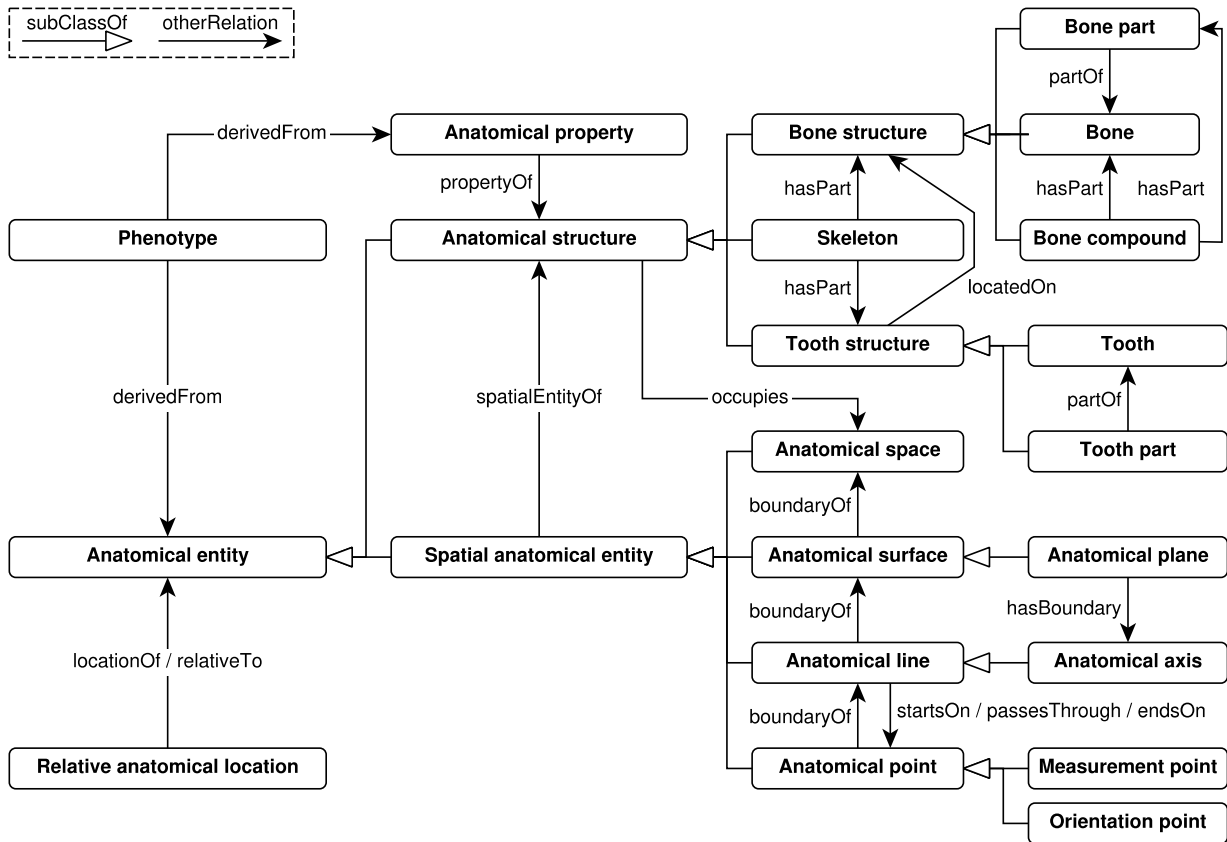 subClassOf otherRelation
Bone part
partOf
derivedFrom Anatomical property Bone structure Bone
propertyOf hasPart hasPart hasPart
Phenotype Anatomical structure Skeleton Bone compound
hasPart locatedOn
Tooth structure Tooth
derivedFrom spatialEntityOf occupies partOf
Anatomical space Tooth part
boundaryOf
Anatomical entity Spatial anatomical entity Anatomical surface Anatomical plane
boundaryOf hasBoundary
locationOf / relativeTo Anatomical line Anatomical axis
boundaryOf startsOn / passesThrough / endsOn
Relative anatomical location Anatomical point Measurement point
Orientation point